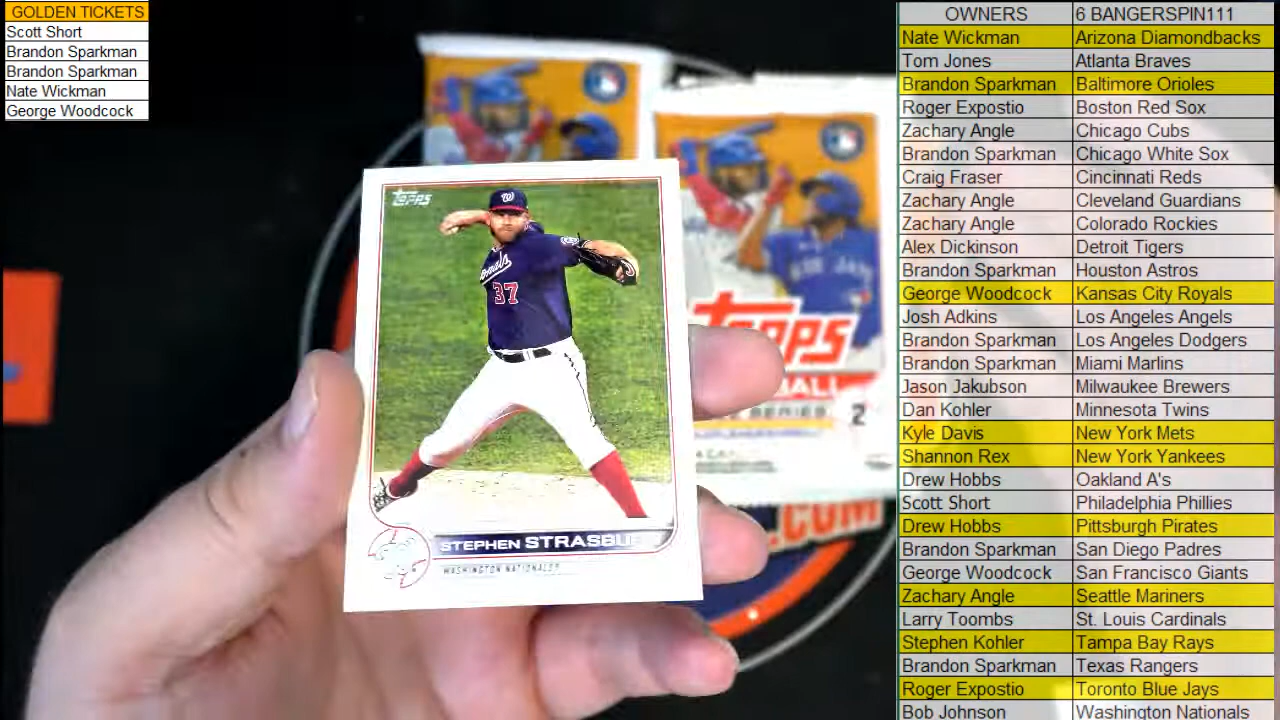 GOLDEN TICKETS
Scott Short
Brandon Sparkman
Brandon Sparkman
Nate Wickman
George Woodcock
OWNERS 6 BANGERSPIN111
Nate Wickman Arizona Diamondbacks
Tom Jones Atlanta Braves
Brandon Sparkman Baltimore Orioles
Roger Expostio Boston Red Sox
Zachary Angle Chicago Cubs
Brandon Sparkman Chicago White Sox
Craig Fraser Cincinnati Reds
Zachary Angle Cleveland Guardians
Zachary Angle Colorado Rockies
Alex Dickinson Detroit Tigers
Brandon Sparkman Houston Astros
George Woodcock Kansas City Royals
Josh Adkins Los Angeles Angels
Brandon Sparkman Los Angeles Dodgers
Brandon Sparkman Miami Marlins
Jason Jakubson Milwaukee Brewers
Dan Kohler Minnesota Twins
Kyle Davis New York Mets
Shannon Rex New York Yankees
Drew Hobbs Oakland A's
Scott Short Philadelphia Phillies
Drew Hobbs Pittsburgh Pirates
Brandon Sparkman San Diego Padres
George Woodcock San Francisco Giants
Zachary Angle Seattle Mariners
Larry Toombs St. Louis Cardinals
Stephen Kohler Tampa Bay Rays
Brandon Sparkman Texas Rangers
Roger Expostio Toronto Blue Jays
Bob Johnson Washington Nationals
TOPPS
W
37
STEPHEN STRASBU
WASHINGTON NATIONALS
TOPPS
SERIES 2
.COM